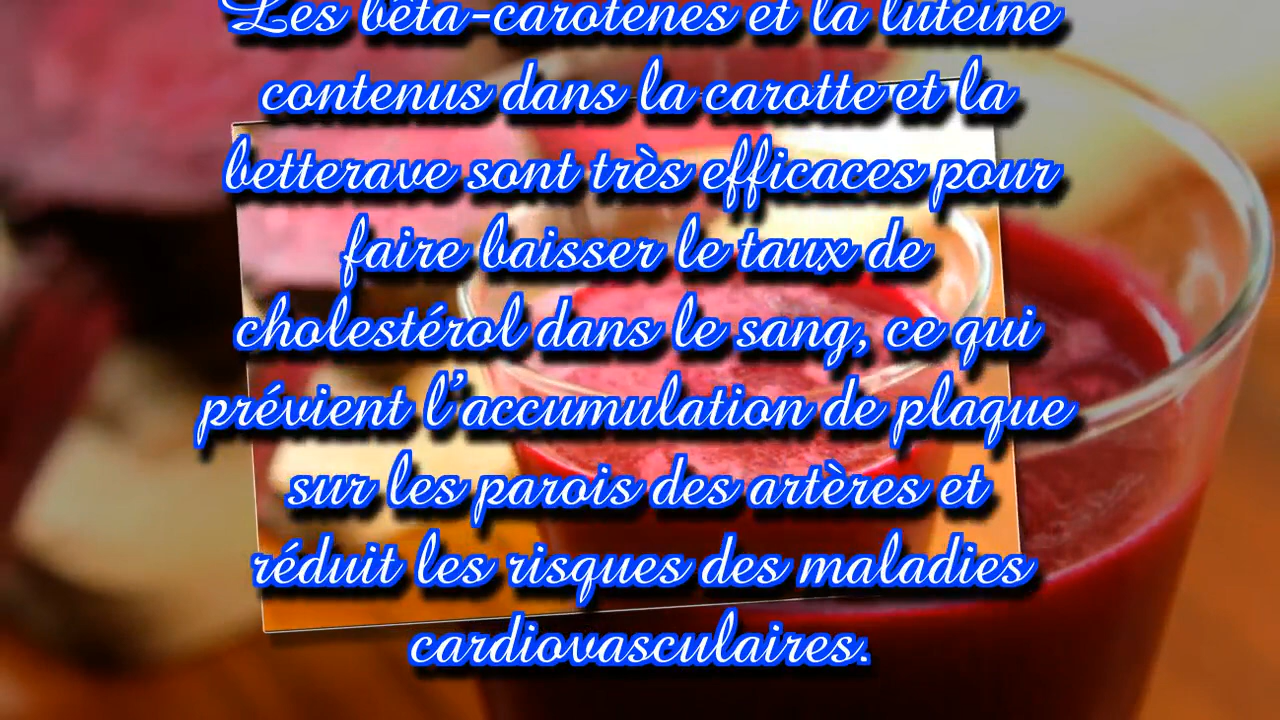 Les bêta-carotènes et la lutéine
contenus dans la carotte et la
betterave sont très efficaces pour
faire baisser le taux de
cholestérol dans le sang, ce qui
prévient l'accumulation de plaque
sur les parois des artères et
réduit les risques des maladies
cardiovasculaires.